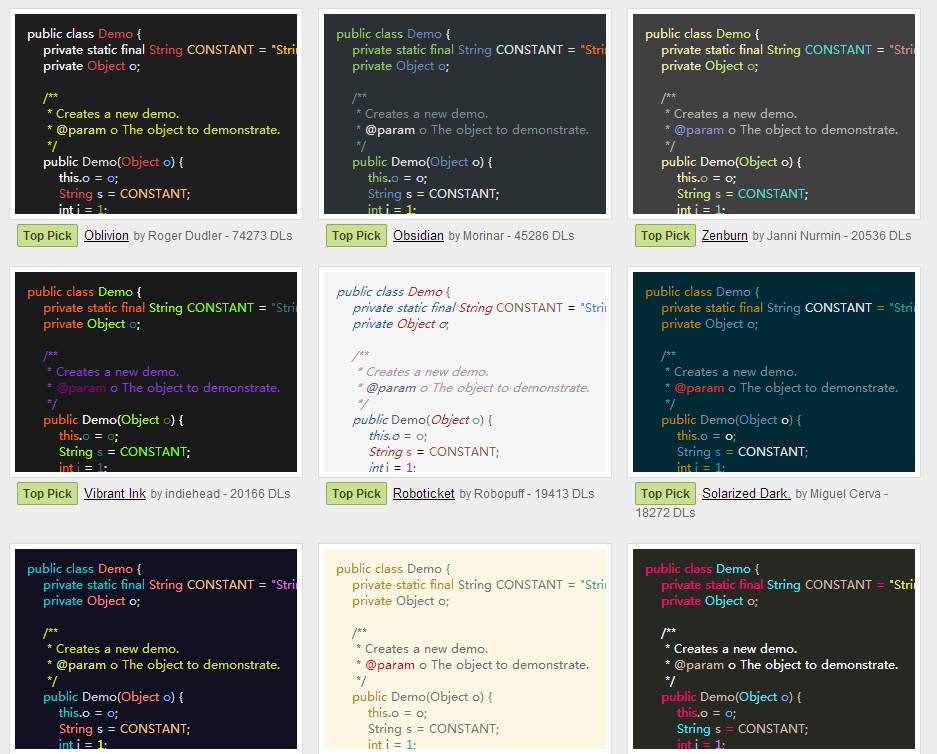 public class Demo {
private static final String CONSTANT = "Stri
private Object o;
/**
* Creates a new demo.
* @param o The object to demonstrate.
*/
public Demo(Object o) {
this.o = o;
String s = CONSTANT;
int i = 1;
Top Pick Oblivion by Roger Dudler - 74273 DLs
public class Demo {
private static final String CONSTANT = "Stri
private Object o;
/**
* Creates a new demo.
* @param o The object to demonstrate.
*/
public Demo(Object o) {
this.o = o;
String s = CONSTANT;
int i = 1;
Top Pick Obsidian by Morinar - 45286 DLs
public class Demo {
private static final String CONSTANT = "Stri
private Object o;
/**
* Creates a new demo.
* @param o The object to demonstrate.
*/
public Demo(Object o) {
this.o = o;
String s = CONSTANT;
int i = 1;
Top Pick Zenburn by Janni Nurmin - 20536 DLs
public class Demo {
private static final String CONSTANT = "Stri
private Object o;
/**
* Creates a new demo.
* @param o The object to demonstrate.
*/
public Demo(Object o) {
this.o = o;
String s = CONSTANT;
int i = 1;
Top Pick Vibrant Ink by indiehead - 20166 DLs
public class Demo {
private static final String CONSTANT = "Stri
private Object o;
/**
* Creates a new demo.
* @param o The object to demonstrate.
*/
public Demo(Object o) {
this.o = o;
String s = CONSTANT;
int i = 1;
Top Pick Roboticket by Robopuff - 19413 DLs
public class Demo {
private static final String CONSTANT = "Stri
private Object o;
/**
* Creates a new demo.
* @param o The object to demonstrate.
*/
public Demo(Object o) {
this.o = o;
String s = CONSTANT;
int i = 1;
Top Pick Solarized Dark. by Miguel Cerva -
18272 DLs
public class Demo {
private static final String CONSTANT = "Stri
private Object o;
/**
* Creates a new demo.
* @param o The object to demonstrate.
*/
public Demo(Object o) {
this.o = o;
String s = CONSTANT;
int i = 1;
public class Demo {
private static final String CONSTANT = "Stri
private Object o;
/**
* Creates a new demo.
* @param o The object to demonstrate.
*/
public Demo(Object o) {
this.o = o;
String s = CONSTANT;
int i = 1;
public class Demo {
private static final String CONSTANT = "Stri
private Object o;
/**
* Creates a new demo.
* @param o The object to demonstrate.
*/
public Demo(Object o) {
this.o = o;
String s = CONSTANT;
int i = 1;